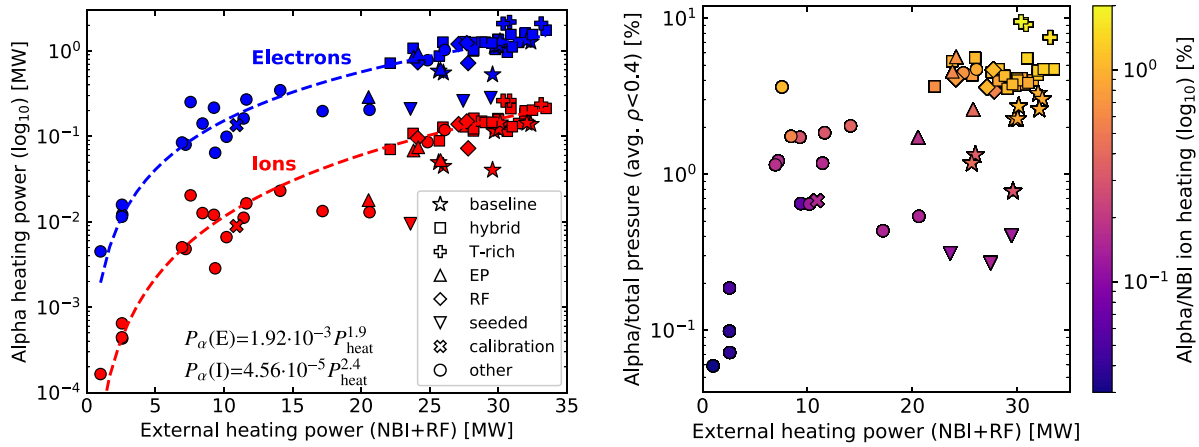 Alpha heating power (log₁₀) [MW]
10¹
10⁰
10⁻¹
10⁻²
10⁻³
10⁻⁴
Electrons
Ions
baseline
hybrid
T-rich
EP
RF
seeded
calibration
other
P_α(E)=1.92·10⁻³P_heat^1.9
P_α(I)=4.56·10⁻⁵P_heat^2.4
0 5 10 15 20 25 30 35
External heating power (NBI+RF) [MW]
Alpha/total pressure (avg. ρ<0.4) [%]
10¹
10⁰
10⁻¹
0 10 20 30
External heating power (NBI+RF) [MW]
10⁰
10⁻¹
Alpha/NBI ion heating (log₁₀) [%]